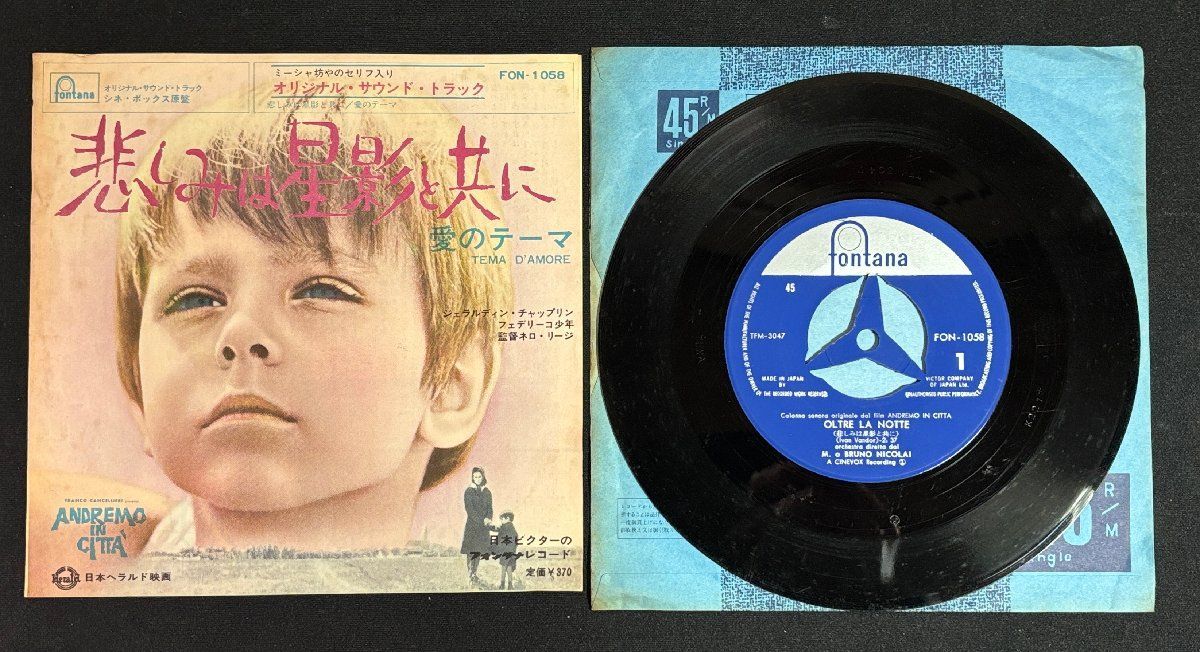 fontana
オリジナル・サウンド・トラック
シネ・ボックス原盤
ミーシャ坊やのセリフ入り
オリジナル・サウンド・トラック
悲しみは星影と共に/愛のテーマ
FON-1058
悲しみは星影と共に
愛のテーマ
TEMA D'AMORE
ジェラルディン・チャップリン
フェデリーコ少年
監督ネロ・リージ
ANDREMO
IN
CITTA'
Herald 日本ヘラルド映画
日本ビクターの
フォンタナレコード
定価¥370
45 R/M
fontana
45
TFM-3047
FON-1058
1
MADE IN JAPAN
BY
VICTOR COMPANY
OF JAPAN Ltd.
Colonna sonora originale dal film ANDREMO IN CITTA
OLTRE LA NOTTE
(悲しみは星影と共に)
(Ivan Vandor)-2. 37
orchestra diretta dal
M. o BRUNO NICOLAI
A CINEVOX Recording
R/M